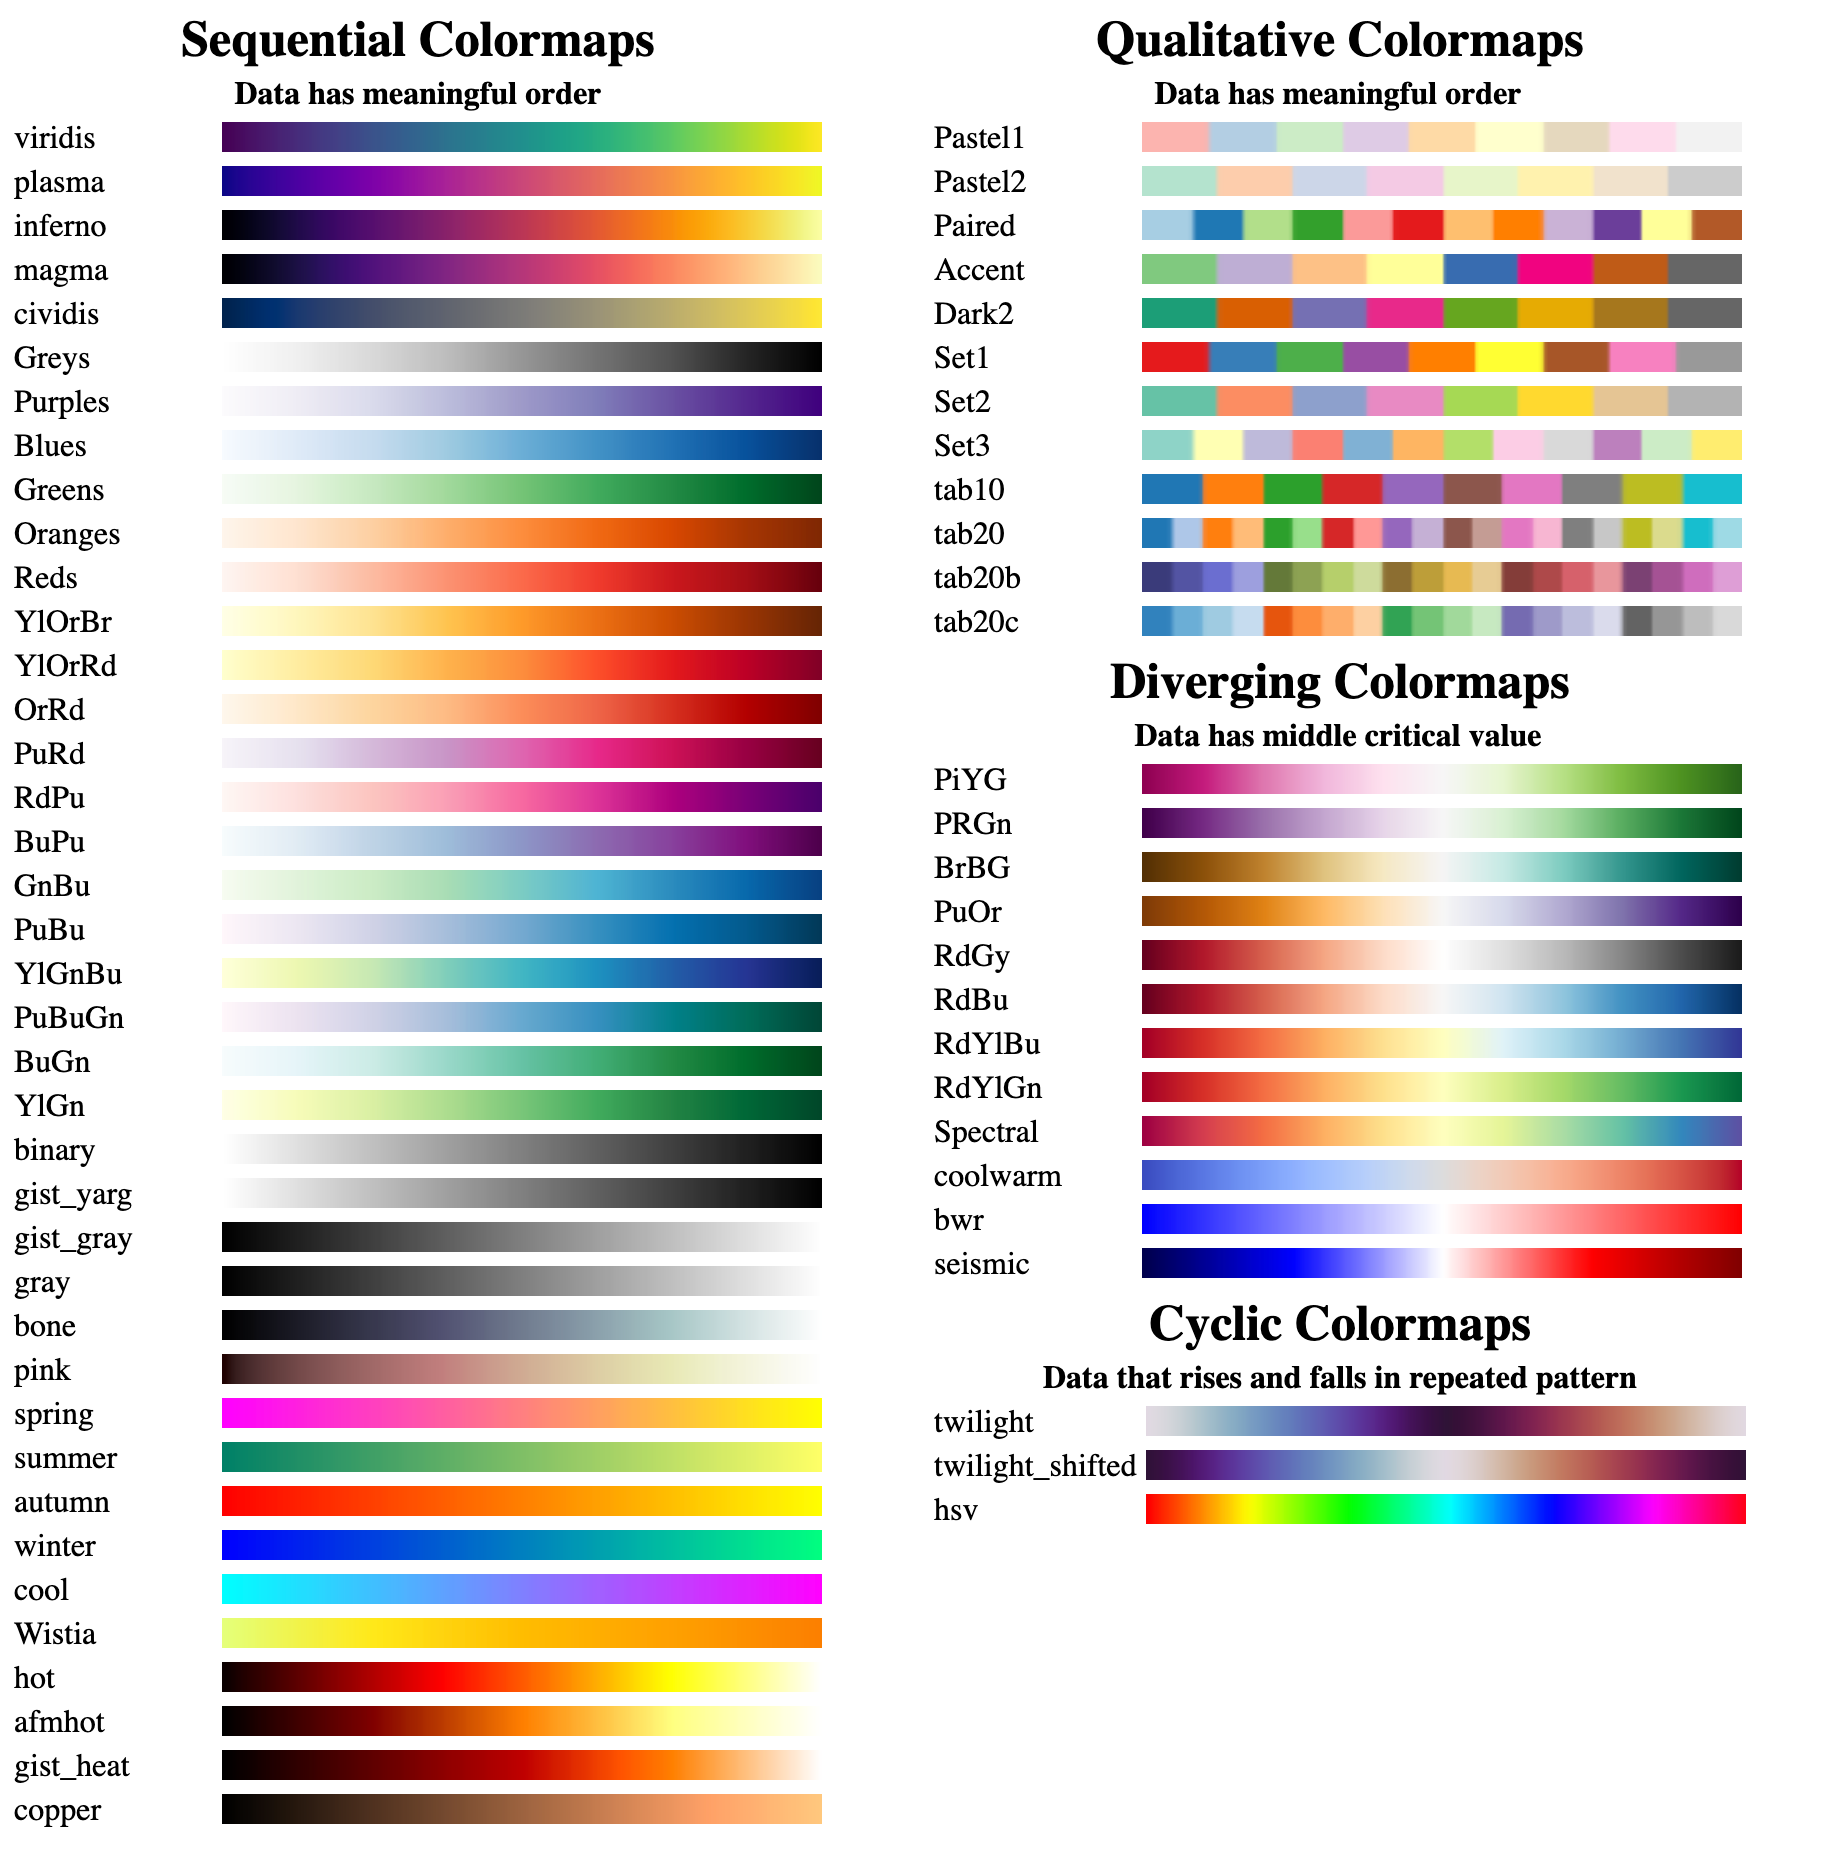 Sequential Colormaps
Data has meaningful order
viridis
plasma
inferno
magma
cividis
Greys
Purples
Blues
Greens
Oranges
Reds
YlOrBr
YlOrRd
OrRd
PuRd
RdPu
BuPu
GnBu
PuBu
YlGnBu
PuBuGn
BuGn
YlGn
binary
gist_yarg
gist_gray
gray
bone
pink
spring
summer
autumn
winter
cool
Wistia
hot
afmhot
gist_heat
copper
Qualitative Colormaps
Data has meaningful order
Pastel1
Pastel2
Paired
Accent
Dark2
Set1
Set2
Set3
tab10
tab20
tab20b
tab20c
Diverging Colormaps
Data has middle critical value
PiYG
PRGn
BrBG
PuOr
RdGy
RdBu
RdYlBu
RdYlGn
Spectral
coolwarm
bwr
seismic
Cyclic Colormaps
Data that rises and falls in repeated pattern
twilight
twilight_shifted
hsv